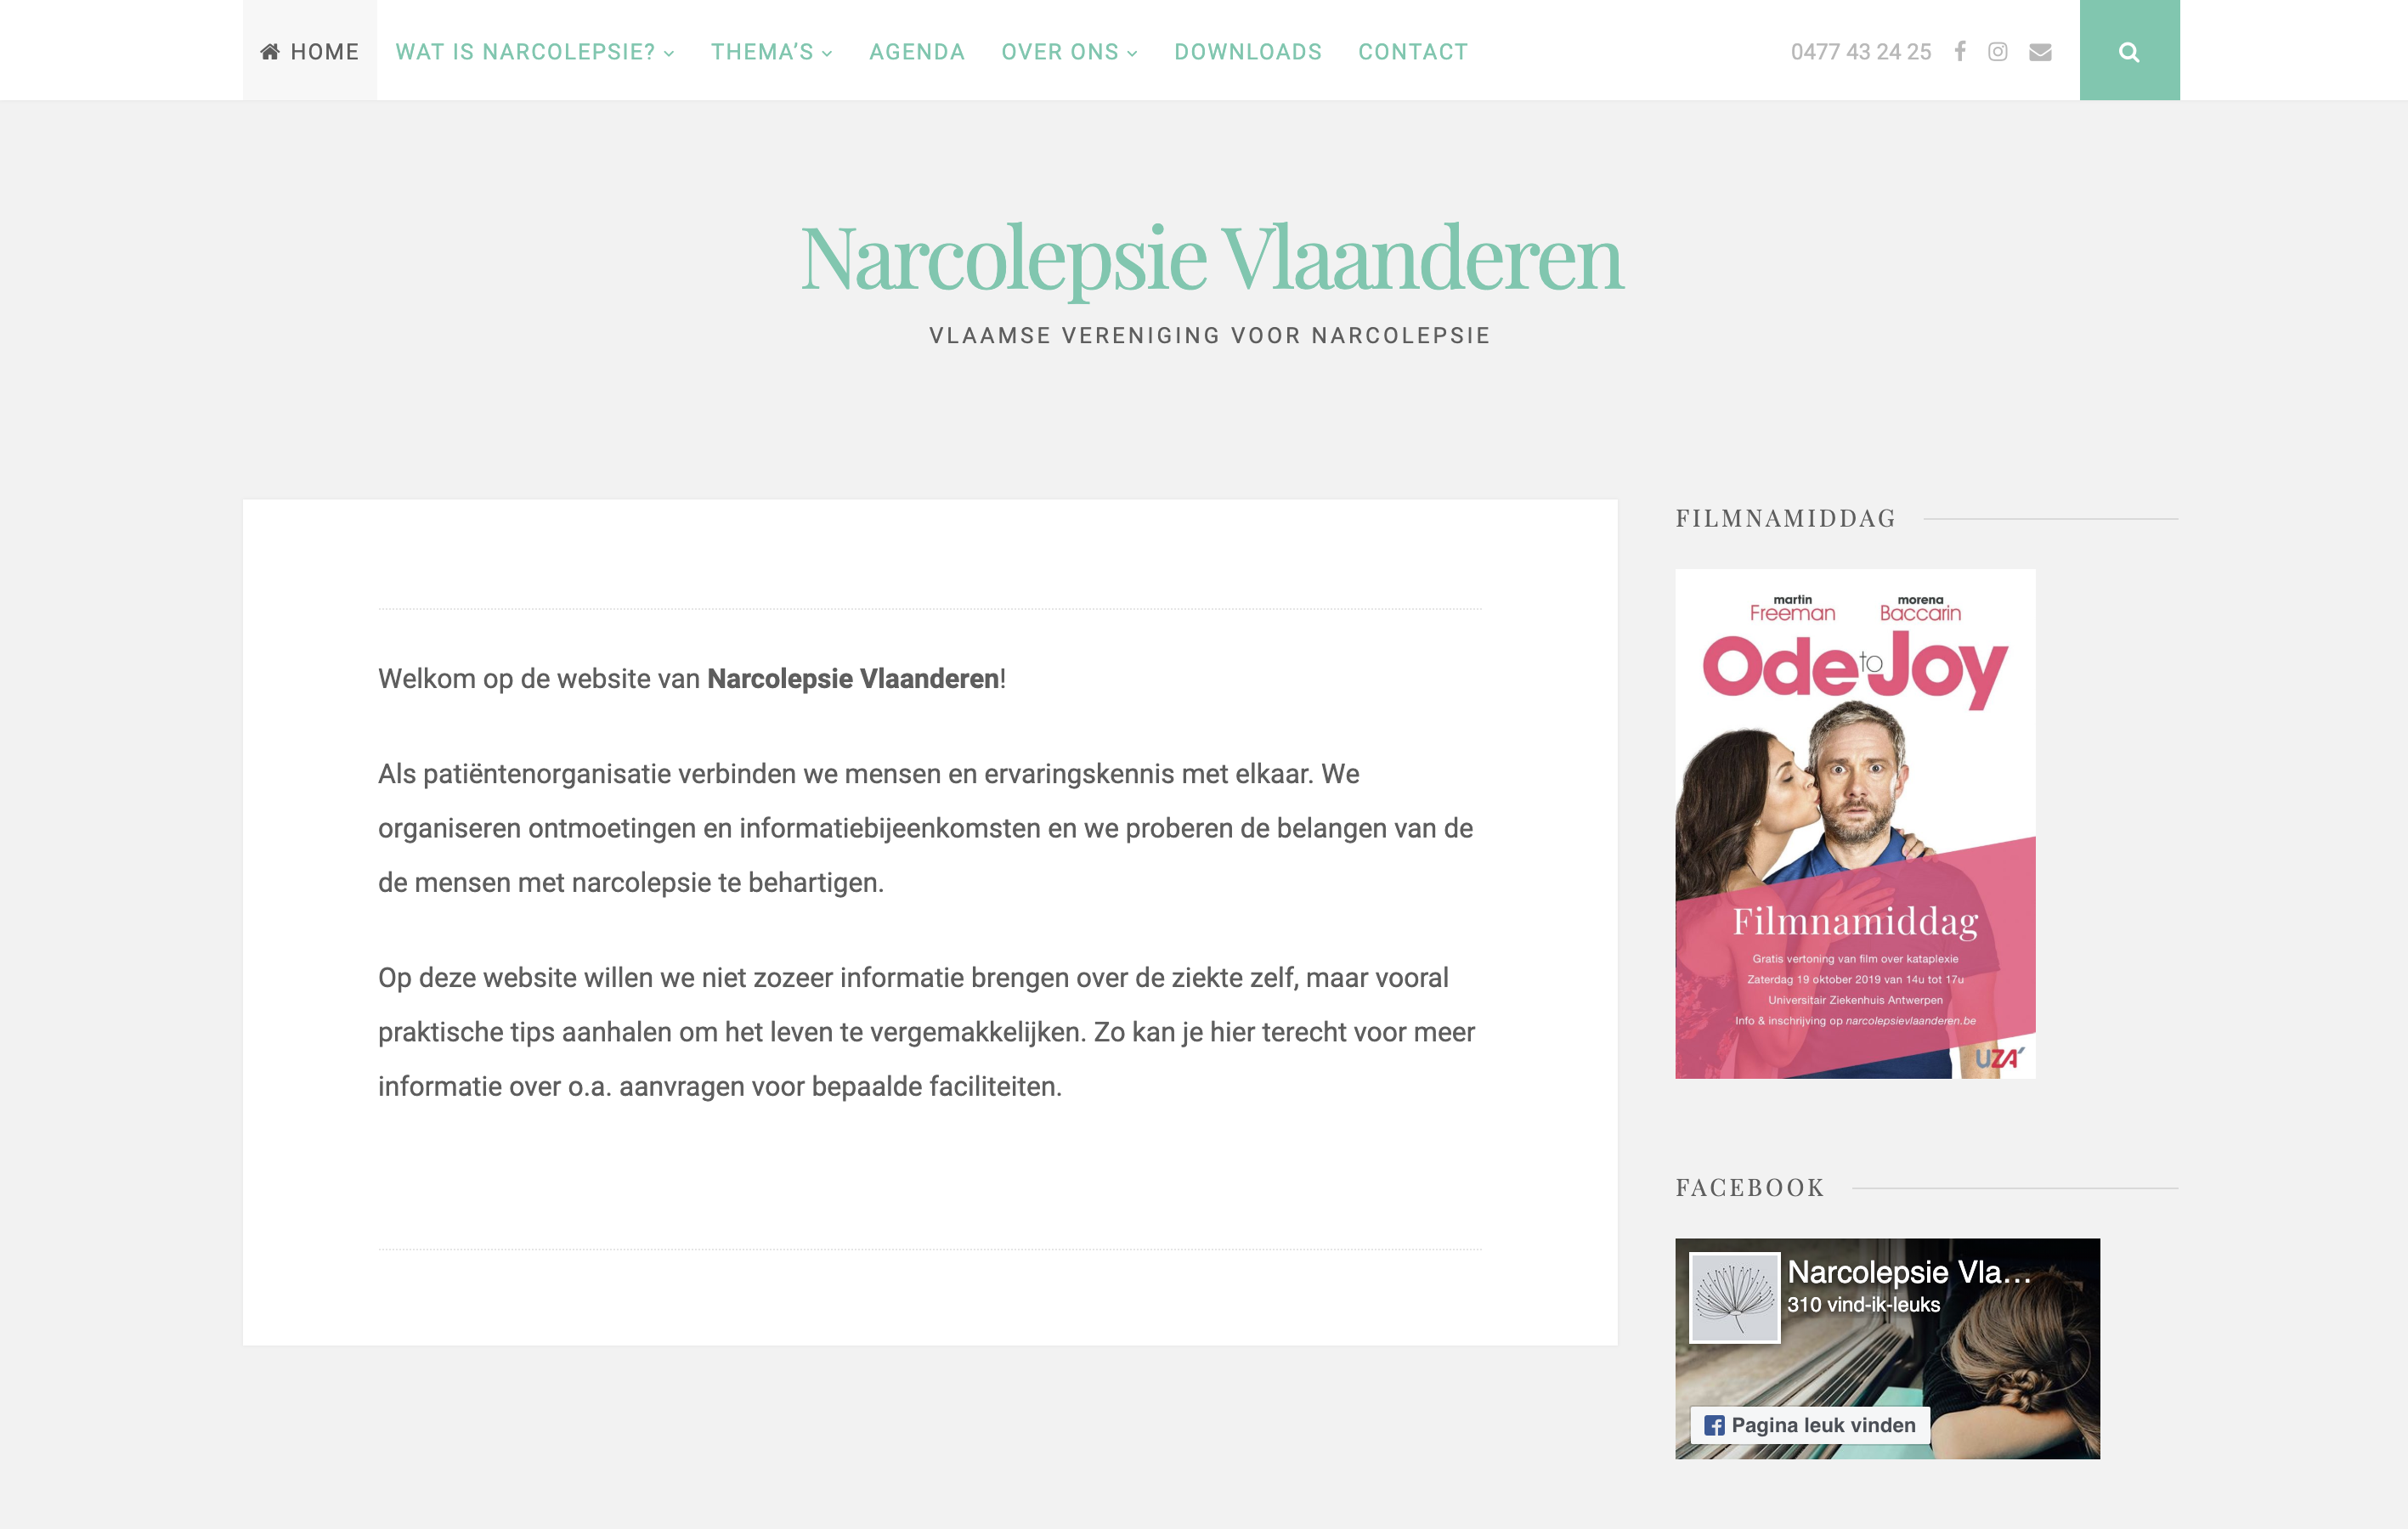 HOME WAT IS NARCOLEPSIE? THEMA’S AGENDA OVER ONS DOWNLOADS CONTACT 0477 43 24 25
Narcolepsie Vlaanderen
VLAAMSE VERENIGING VOOR NARCOLEPSIE
Welkom op de website van Narcolepsie Vlaanderen!
Als patiëntenorganisatie verbinden we mensen en ervaringskennis met elkaar. We
organiseren ontmoetingen en informatiebijeenkomsten en we proberen de belangen van de
de mensen met narcolepsie te behartigen.
Op deze website willen we niet zozeer informatie brengen over de ziekte zelf, maar vooral
praktische tips aanhalen om het leven te vergemakkelijken. Zo kan je hier terecht voor meer
informatie over o.a. aanvragen voor bepaalde faciliteiten.
FILMNAMIDDAG
martin Freeman
morena Baccarin
Ode to Joy
Filmnamiddag
Gratis vertoning van film over kataplexie
Zaterdag 19 oktober 2019 van 14u tot 17u
Universitair Ziekenhuis Antwerpen
Info & inschrijving op narcolepsievlaanderen.be
UZA
FACEBOOK
Narcolepsie Vla...
310 vind-ik-leuks
Pagina leuk vinden